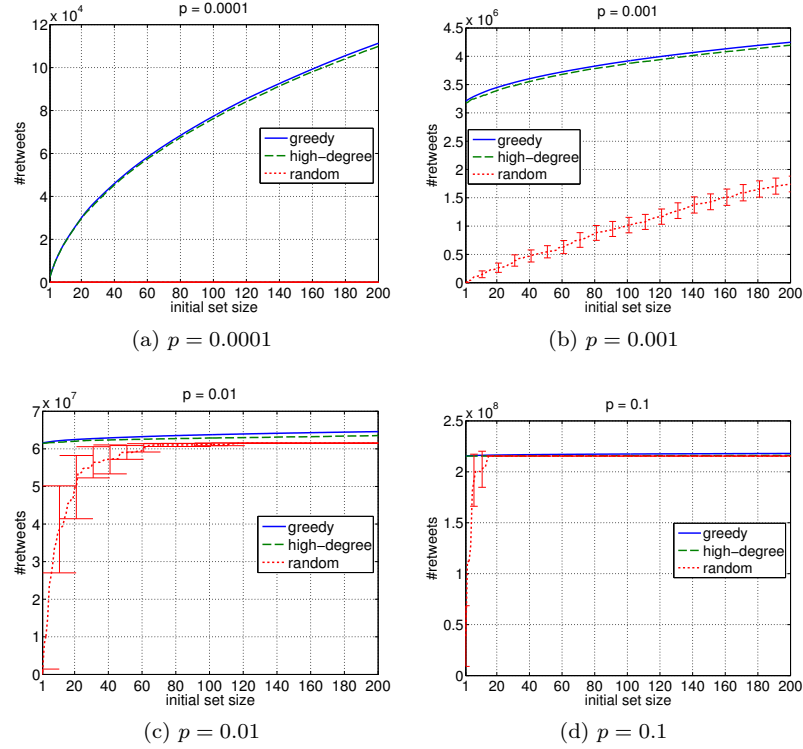 p = 0.0001
x 10^4
#retweets
12
10
8
6
4
2
0
1 20 40 60 80 100 120 140 160 180 200
initial set size
greedy
high-degree
random
(a) p = 0.0001
p = 0.001
x 10^6
#retweets
4.5
4
3.5
3
2.5
2
1.5
1
0.5
0
1 20 40 60 80 100 120 140 160 180 200
initial set size
greedy
high-degree
random
(b) p = 0.001
p = 0.01
x 10^7
#retweets
7
6
5
4
3
2
1
0
1 20 40 60 80 100 120 140 160 180 200
initial set size
greedy
high-degree
random
(c) p = 0.01
p = 0.1
x 10^8
#retweets
2.5
2
1.5
1
0.5
0
1 20 40 60 80 100 120 140 160 180 200
initial set size
greedy
high-degree
random
(d) p = 0.1